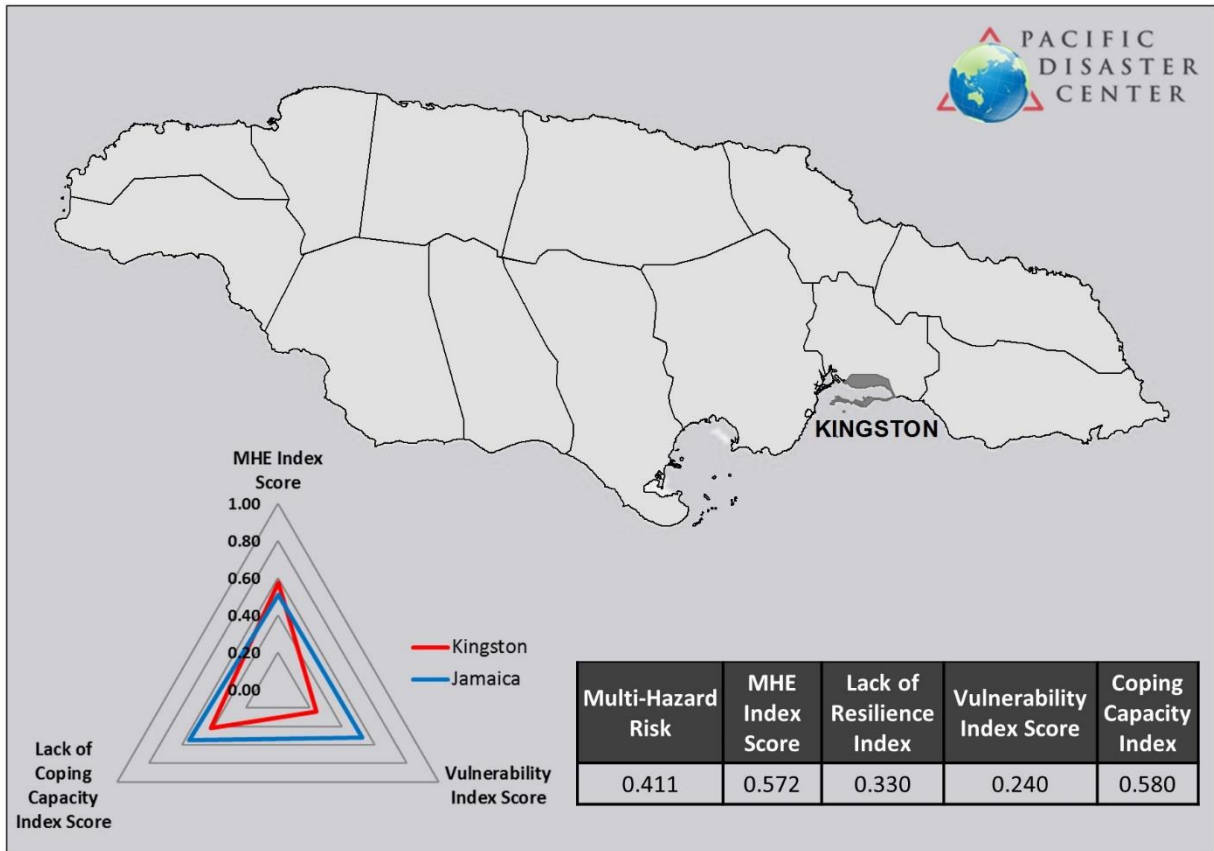 PACIFIC
DISASTER
CENTER
KINGSTON
MHE Index
Score
1.00
0.80
0.60
0.40
0.20
0.00
Lack of
Coping
Capacity
Index Score
Vulnerability
Index Score
Kingston
Jamaica
Multi-Hazard
Risk
MHE
Index
Score
Lack of
Resilience
Index
Vulnerability
Index Score
Coping
Capacity
Index
0.411
0.572
0.330
0.240
0.580